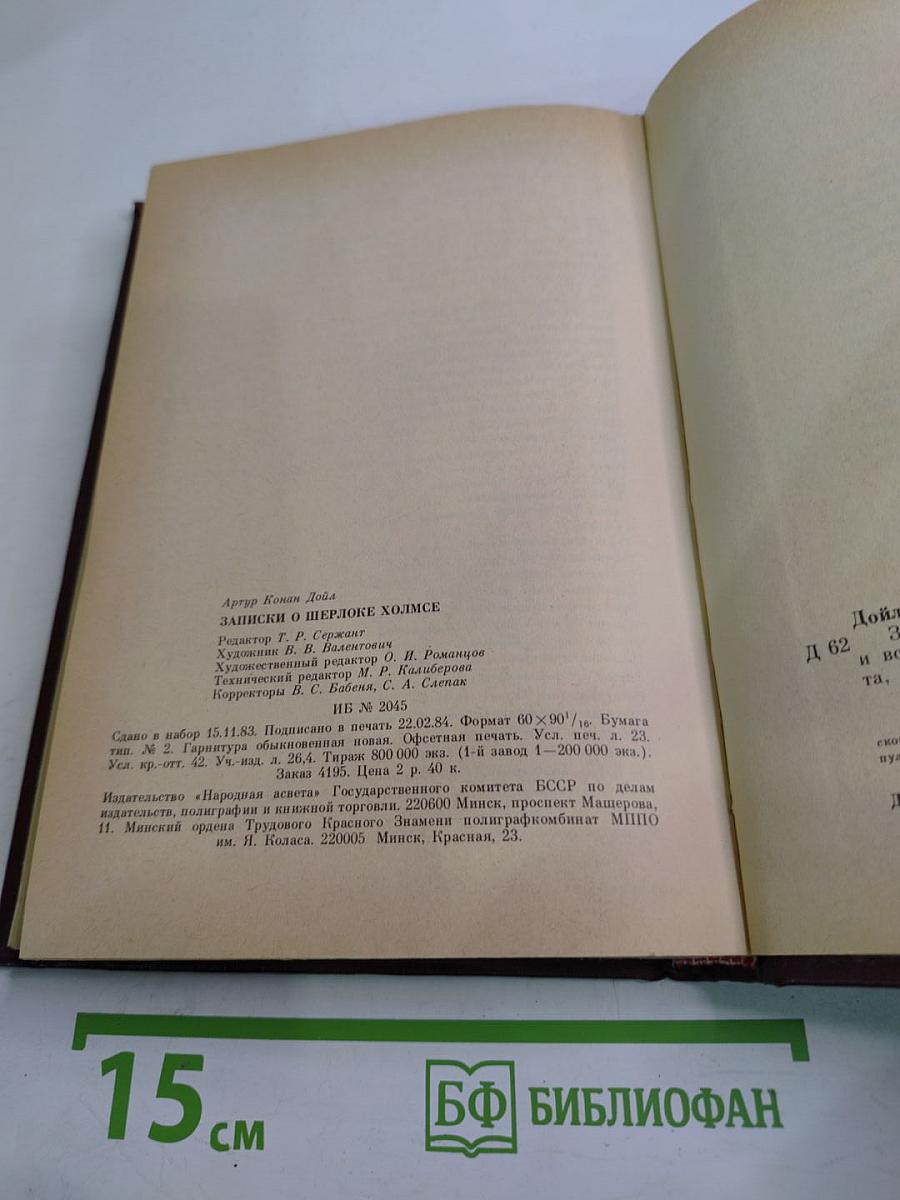 Артур Конан Дойл
ЗАПИСКИ О ШЕРЛОКЕ ХОЛМСЕ
Редактор Т. Р. Сержант
Художник В. В. Валентович
Художественный редактор О. И. Романцов
Технический редактор М. Р. Калиберова
Корректоры В. С. Бабеня, С. А. Слепак
ИБ № 2045
Сдано в набор 15.11.83. Подписано в печать 22.02.84. Формат 60×90¹/₁₆. Бумага
тип. № 2. Гарнитура обыкновенная новая. Офсетная печать. Усл. печ. л. 23.
Усл. кр.-отт. 42. Уч.-изд. л. 26,4. Тираж 800 000 экз. (1-й завод 1—200 000 экз.).
Заказ 4195. Цена 2 р. 40 к.
Издательство «Народная асвета» Государственного комитета БССР по делам
издательств, полиграфии и книжной торговли. 220600 Минск, проспект Машерова,
11. Минский ордена Трудового Красного Знамени полиграфкомбинат МППО
им. Я. Коласа. 220005 Минск, Красная, 23.
Дойл
Д 62 З
и вс
та,
ско
пул
Д
15 см
БФ БИБЛИОФАН